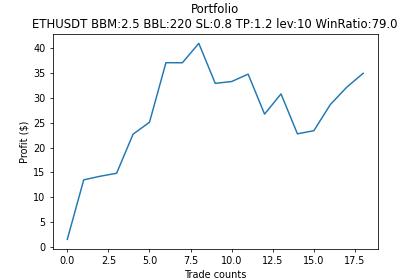 Portfolio
ETHUSDT BBM:2.5 BBL:220 SL:0.8 TP:1.2 lev:10 WinRatio:79.0
40
35
30
25
20
15
10
5
0
Profit ($)
0.0 2.5 5.0 7.5 10.0 12.5 15.0 17.5
Trade counts